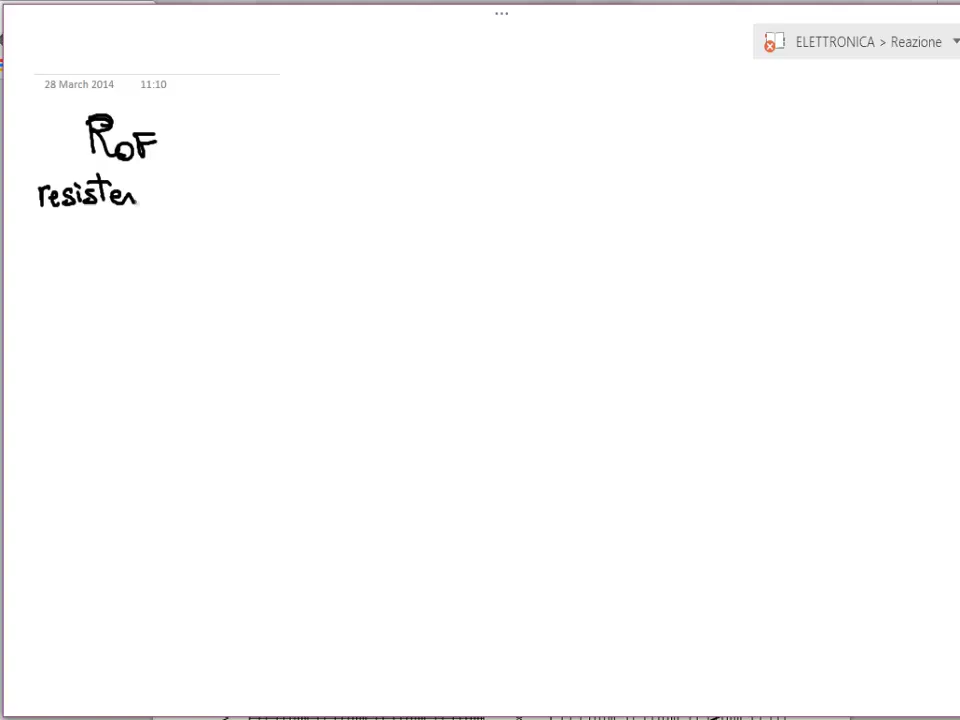 ...
ELETTRONICA > Reazione
28 March 2014 11:10
ROF
resisten